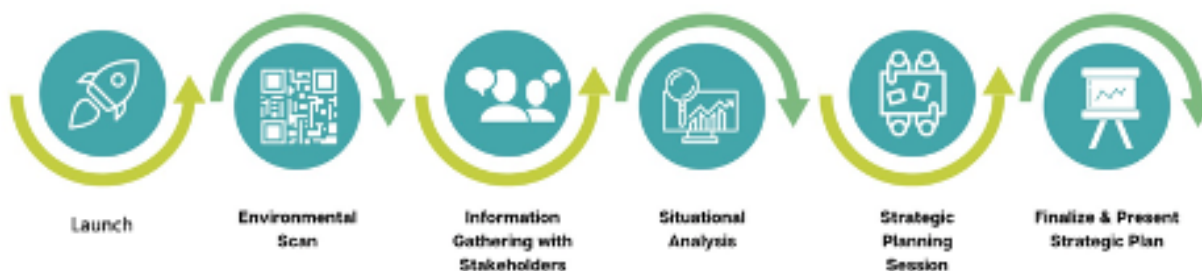 Launch
Environmental
Scan
Information
Gathering with
Stakeholders
Situational
Analysis
Strategic
Planning
Session
Finalize & Present
Strategic Plan